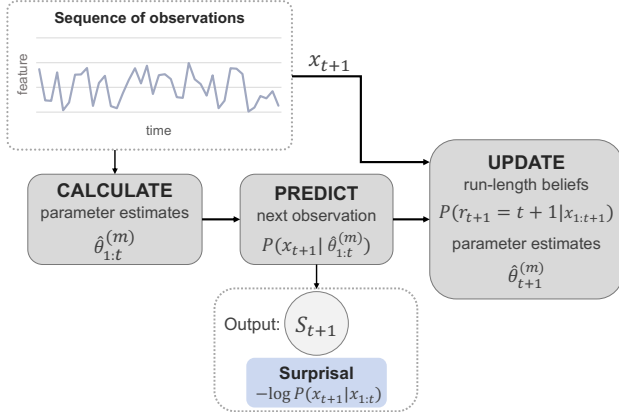 Sequence of observations
feature
time
x_{t+1}
CALCULATE
parameter estimates
θ̂_{1:t}^{(m)}
PREDICT
next observation
P(x_{t+1}| θ̂_{1:t}^{(m)})
UPDATE
run-length beliefs
P(r_{t+1} = t + 1|x_{1:t+1})
parameter estimates
θ̂_{t+1}^{(m)}
Output: S_{t+1}
Surprisal
−log P(x_{t+1}|x_{1:t})